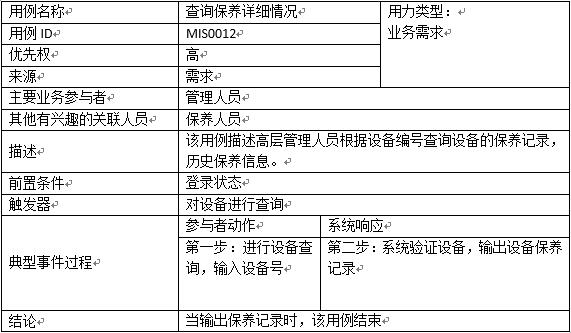 用例名称 查询保养详细情况 用力类型：
用例 ID MIS0012 业务需求
优先权 高
来源 需求
主要业务参与者 管理人员
其他有兴趣的关联人员 保养人员
描述 该用例描述高层管理人员根据设备编号查询设备的保养记录，
历史保养信息。
前置条件 登录状态
触发器 对设备进行查询
典型事件过程 参与者动作 系统响应
第一步：进行设备查 第二步：系统验证设备，输出设备保养
询，输入设备号 记录
结论 当输出保养记录时，该用例结束